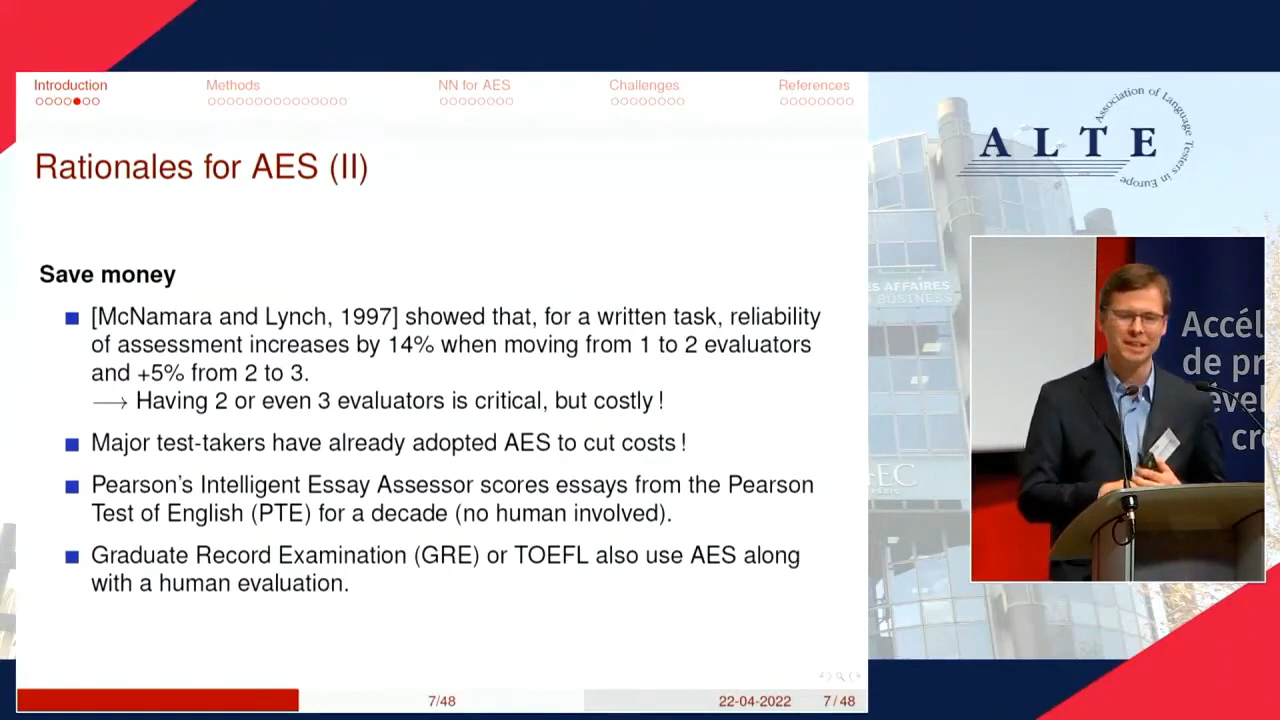 Introduction
Methods
NN for AES
Challenges
References
Rationales for AES (II)
Save money
[McNamara and Lynch, 1997] showed that, for a written task, reliability
of assessment increases by 14% when moving from 1 to 2 evaluators
and +5% from 2 to 3.
⟶ Having 2 or even 3 evaluators is critical, but costly !
Major test-takers have already adopted AES to cut costs !
Pearson's Intelligent Essay Assessor scores essays from the Pearson
Test of English (PTE) for a decade (no human involved).
Graduate Record Examination (GRE) or TOEFL also use AES along
with a human evaluation.
7/48
22-04-2022
7 / 48
ALTE
Association of Language Testers in Europe
ES AFFAIRES
BUSINESS
EC
Accél
de pr
évelo
cr